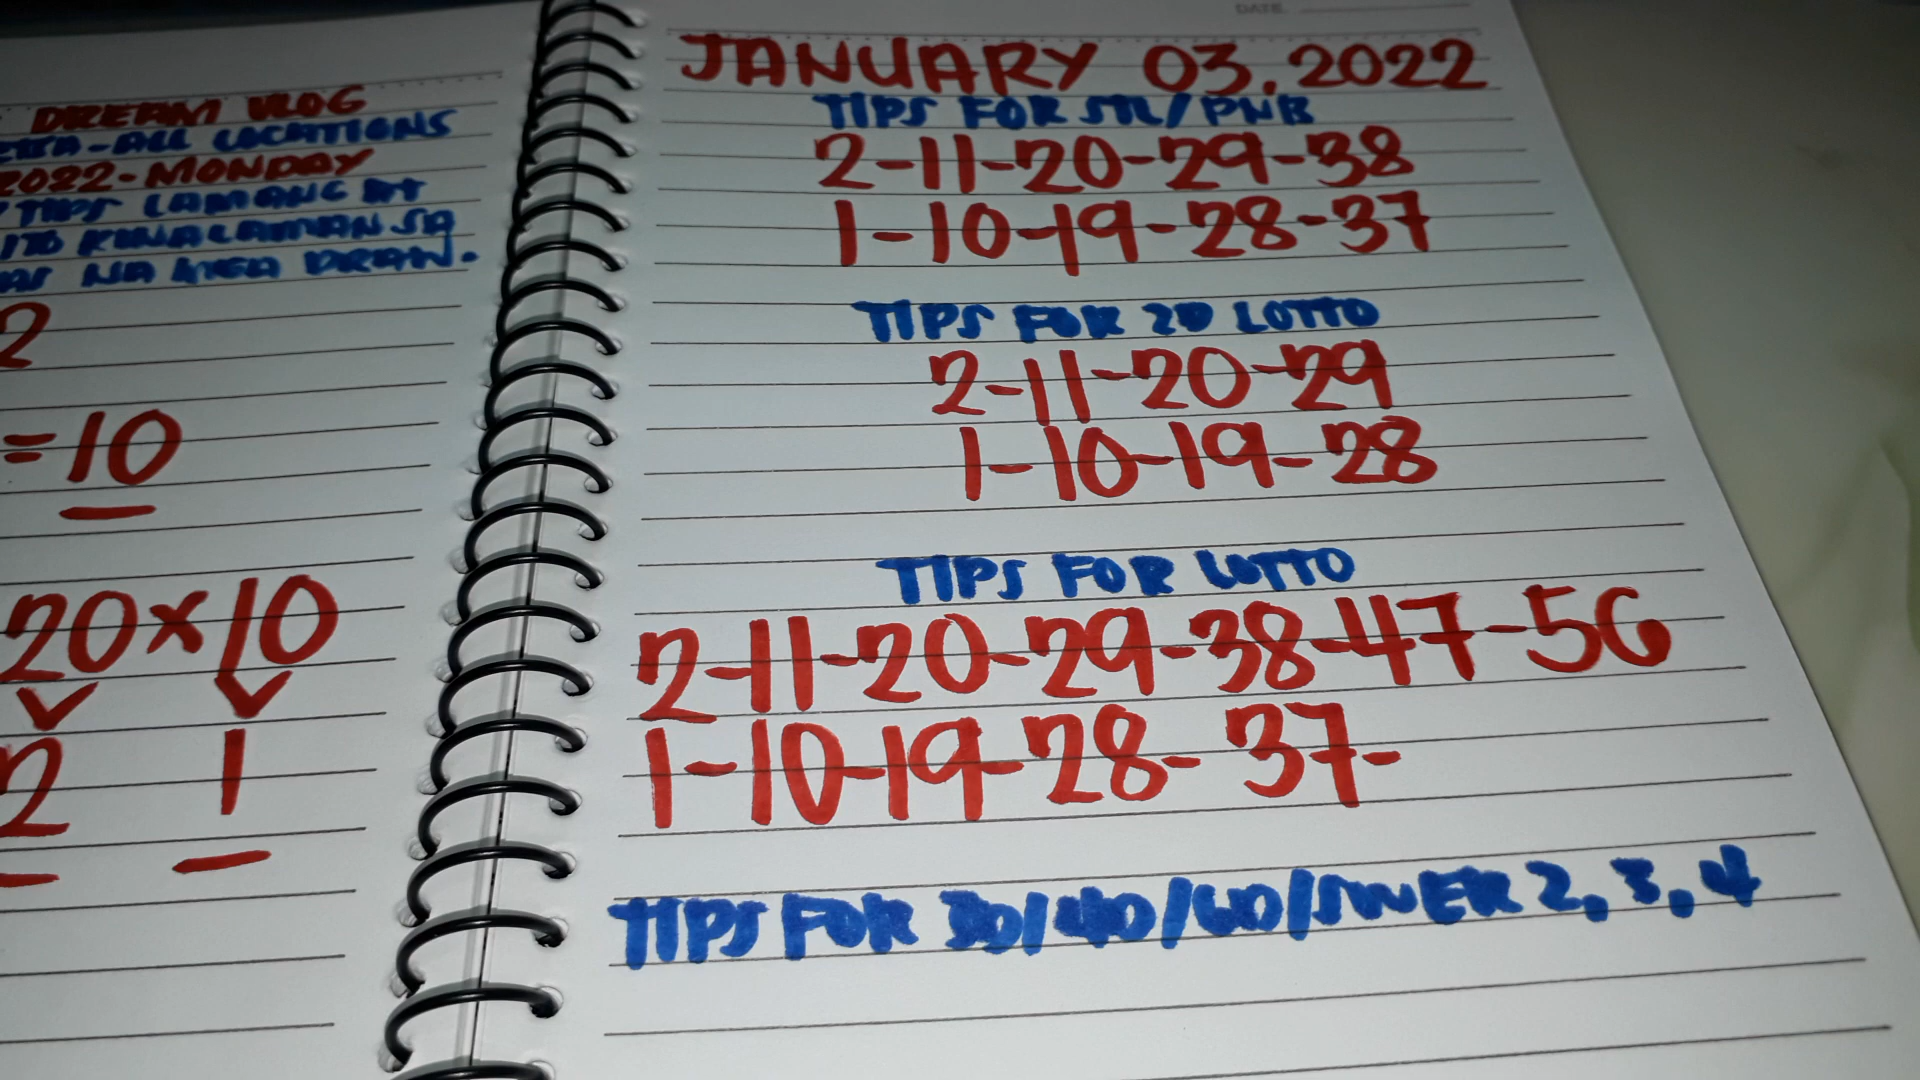 DREAM VLOG
-ALL LOCATIONS
2022-MONDAY
TIPS LAMANG AT
ITO KINALAMAN SA
AS NA MGA DRAW.
2
=10
20×10
2 1
DATE
JANUARY 03, 2022
TIPS FOR STL/PNB
2-11-20-29-38
1-10-19-28-37
TIPS FOR 2D LOTTO
2-11-20-29
1-10-19-28
TIPS FOR LOTTO
2-11-20-29-38-47-56
1-10-19-28-37-
TIPS FOR 3D/4D/6D/SWER 2, 3, 4